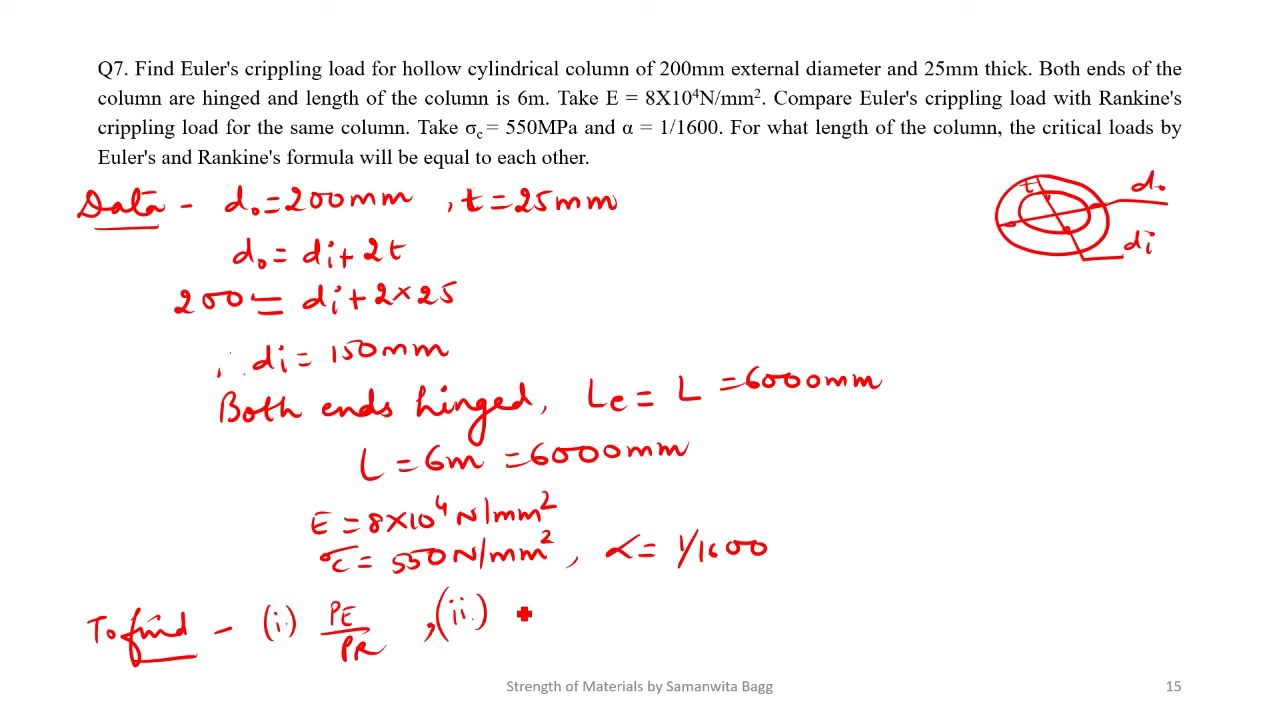 Q7. Find Euler's crippling load for hollow cylindrical column of 200mm external diameter and 25mm thick. Both ends of the
column are hinged and length of the column is 6m. Take E = 8X10⁴N/mm². Compare Euler's crippling load with Rankine's
crippling load for the same column. Take σc = 550MPa and α = 1/1600. For what length of the column, the critical loads by
Euler's and Rankine's formula will be equal to each other.
Data - d₀ = 200mm , t = 25mm
t d₀
d₀ = di + 2t
di
200 = di + 2 × 25
∴ di = 150mm
Both ends hinged, Le = L = 6000mm
L = 6m = 6000mm
E = 8×10⁴ N/mm²
σc = 550 N/mm² , α = 1/1600
To find - (i.) PE/PR , (ii.)
Strength of Materials by Samanwita Bagg 15